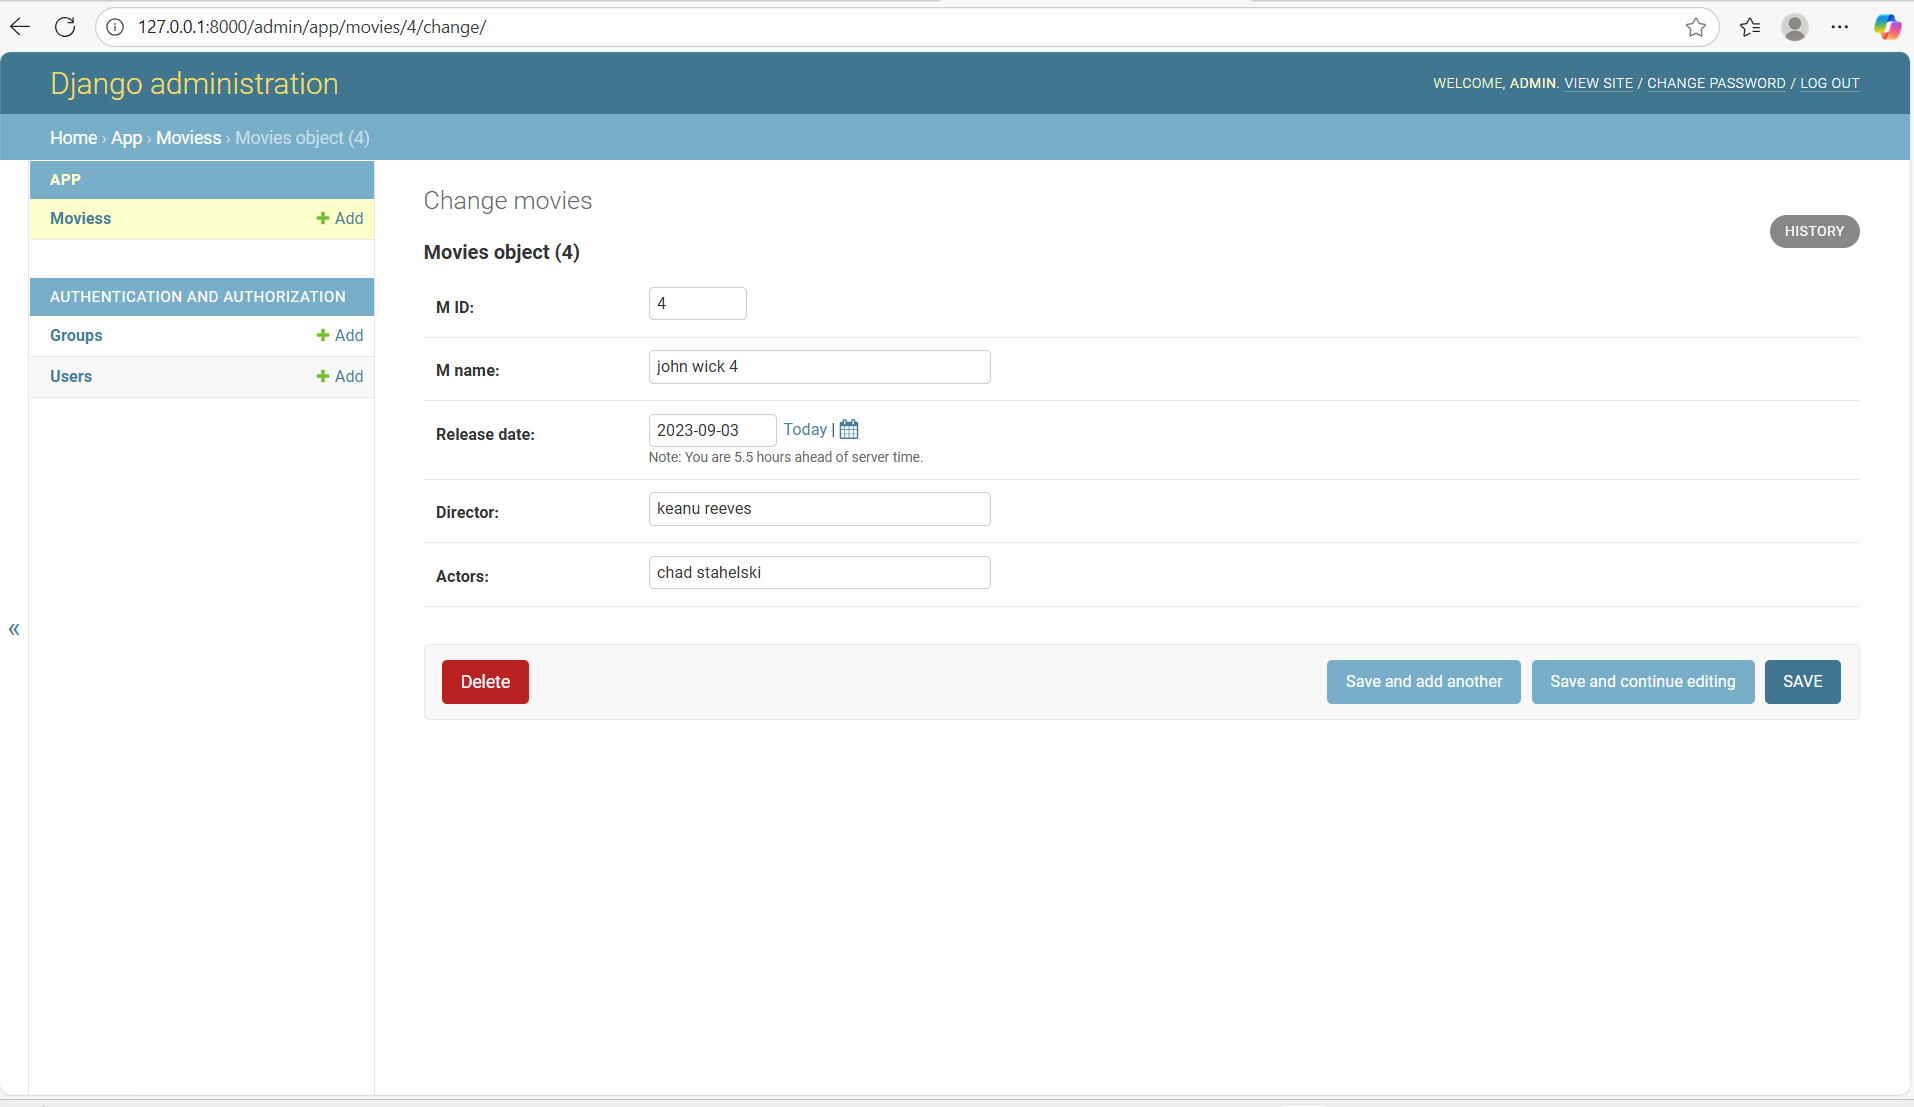 127.0.0.1:8000/admin/app/movies/4/change/
Django administration
WELCOME, ADMIN. VIEW SITE / CHANGE PASSWORD / LOG OUT
Home › App › Moviess › Movies object (4)
APP
Moviess Add
AUTHENTICATION AND AUTHORIZATION
Groups Add
Users Add
«
Change movies
HISTORY
Movies object (4)
M ID: 4
M name: john wick 4
Release date: 2023-09-03 Today |
Note: You are 5.5 hours ahead of server time.
Director: keanu reeves
Actors: chad stahelski
Delete Save and add another Save and continue editing SAVE